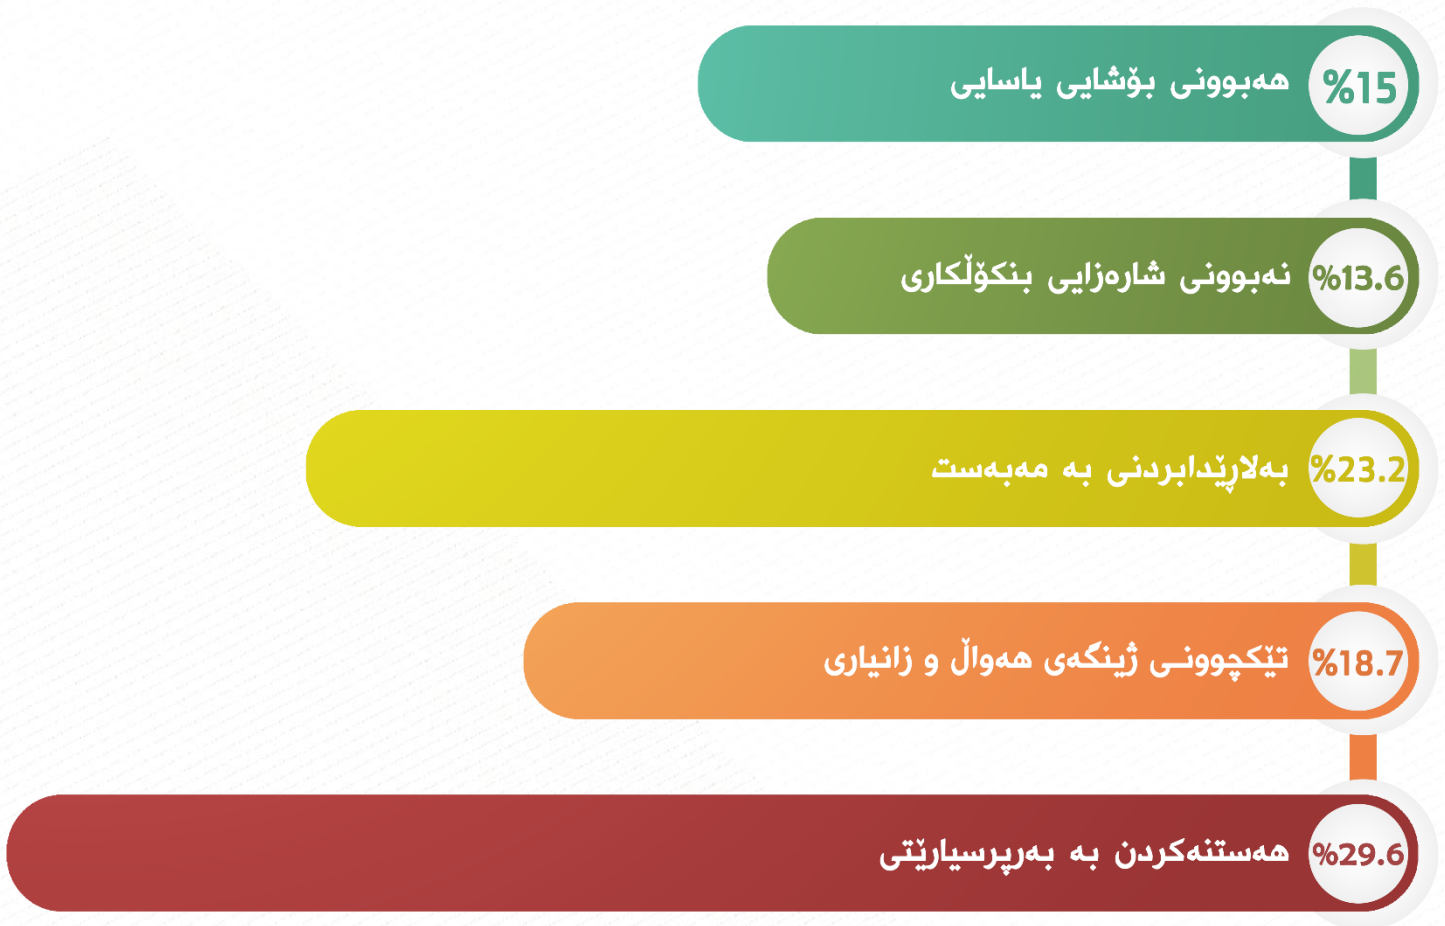 %15 هەبوونی بۆشایی یاسایی
%13.6 نەبوونی شارەزایی بنکۆڵکاری
%23.2 بەلاڕێدابردنی بە مەبەست
%18.7 تێکچوونـی ژینگەی هەواڵ و زانیاری
%29.6 هەستنەکردن بە بەرپرسیارێتی